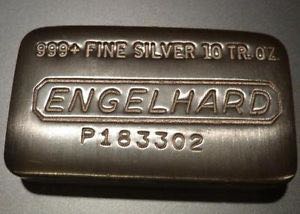 999+ FINE SILVER 10 TR. OZ.
ENGELHARD
P183302